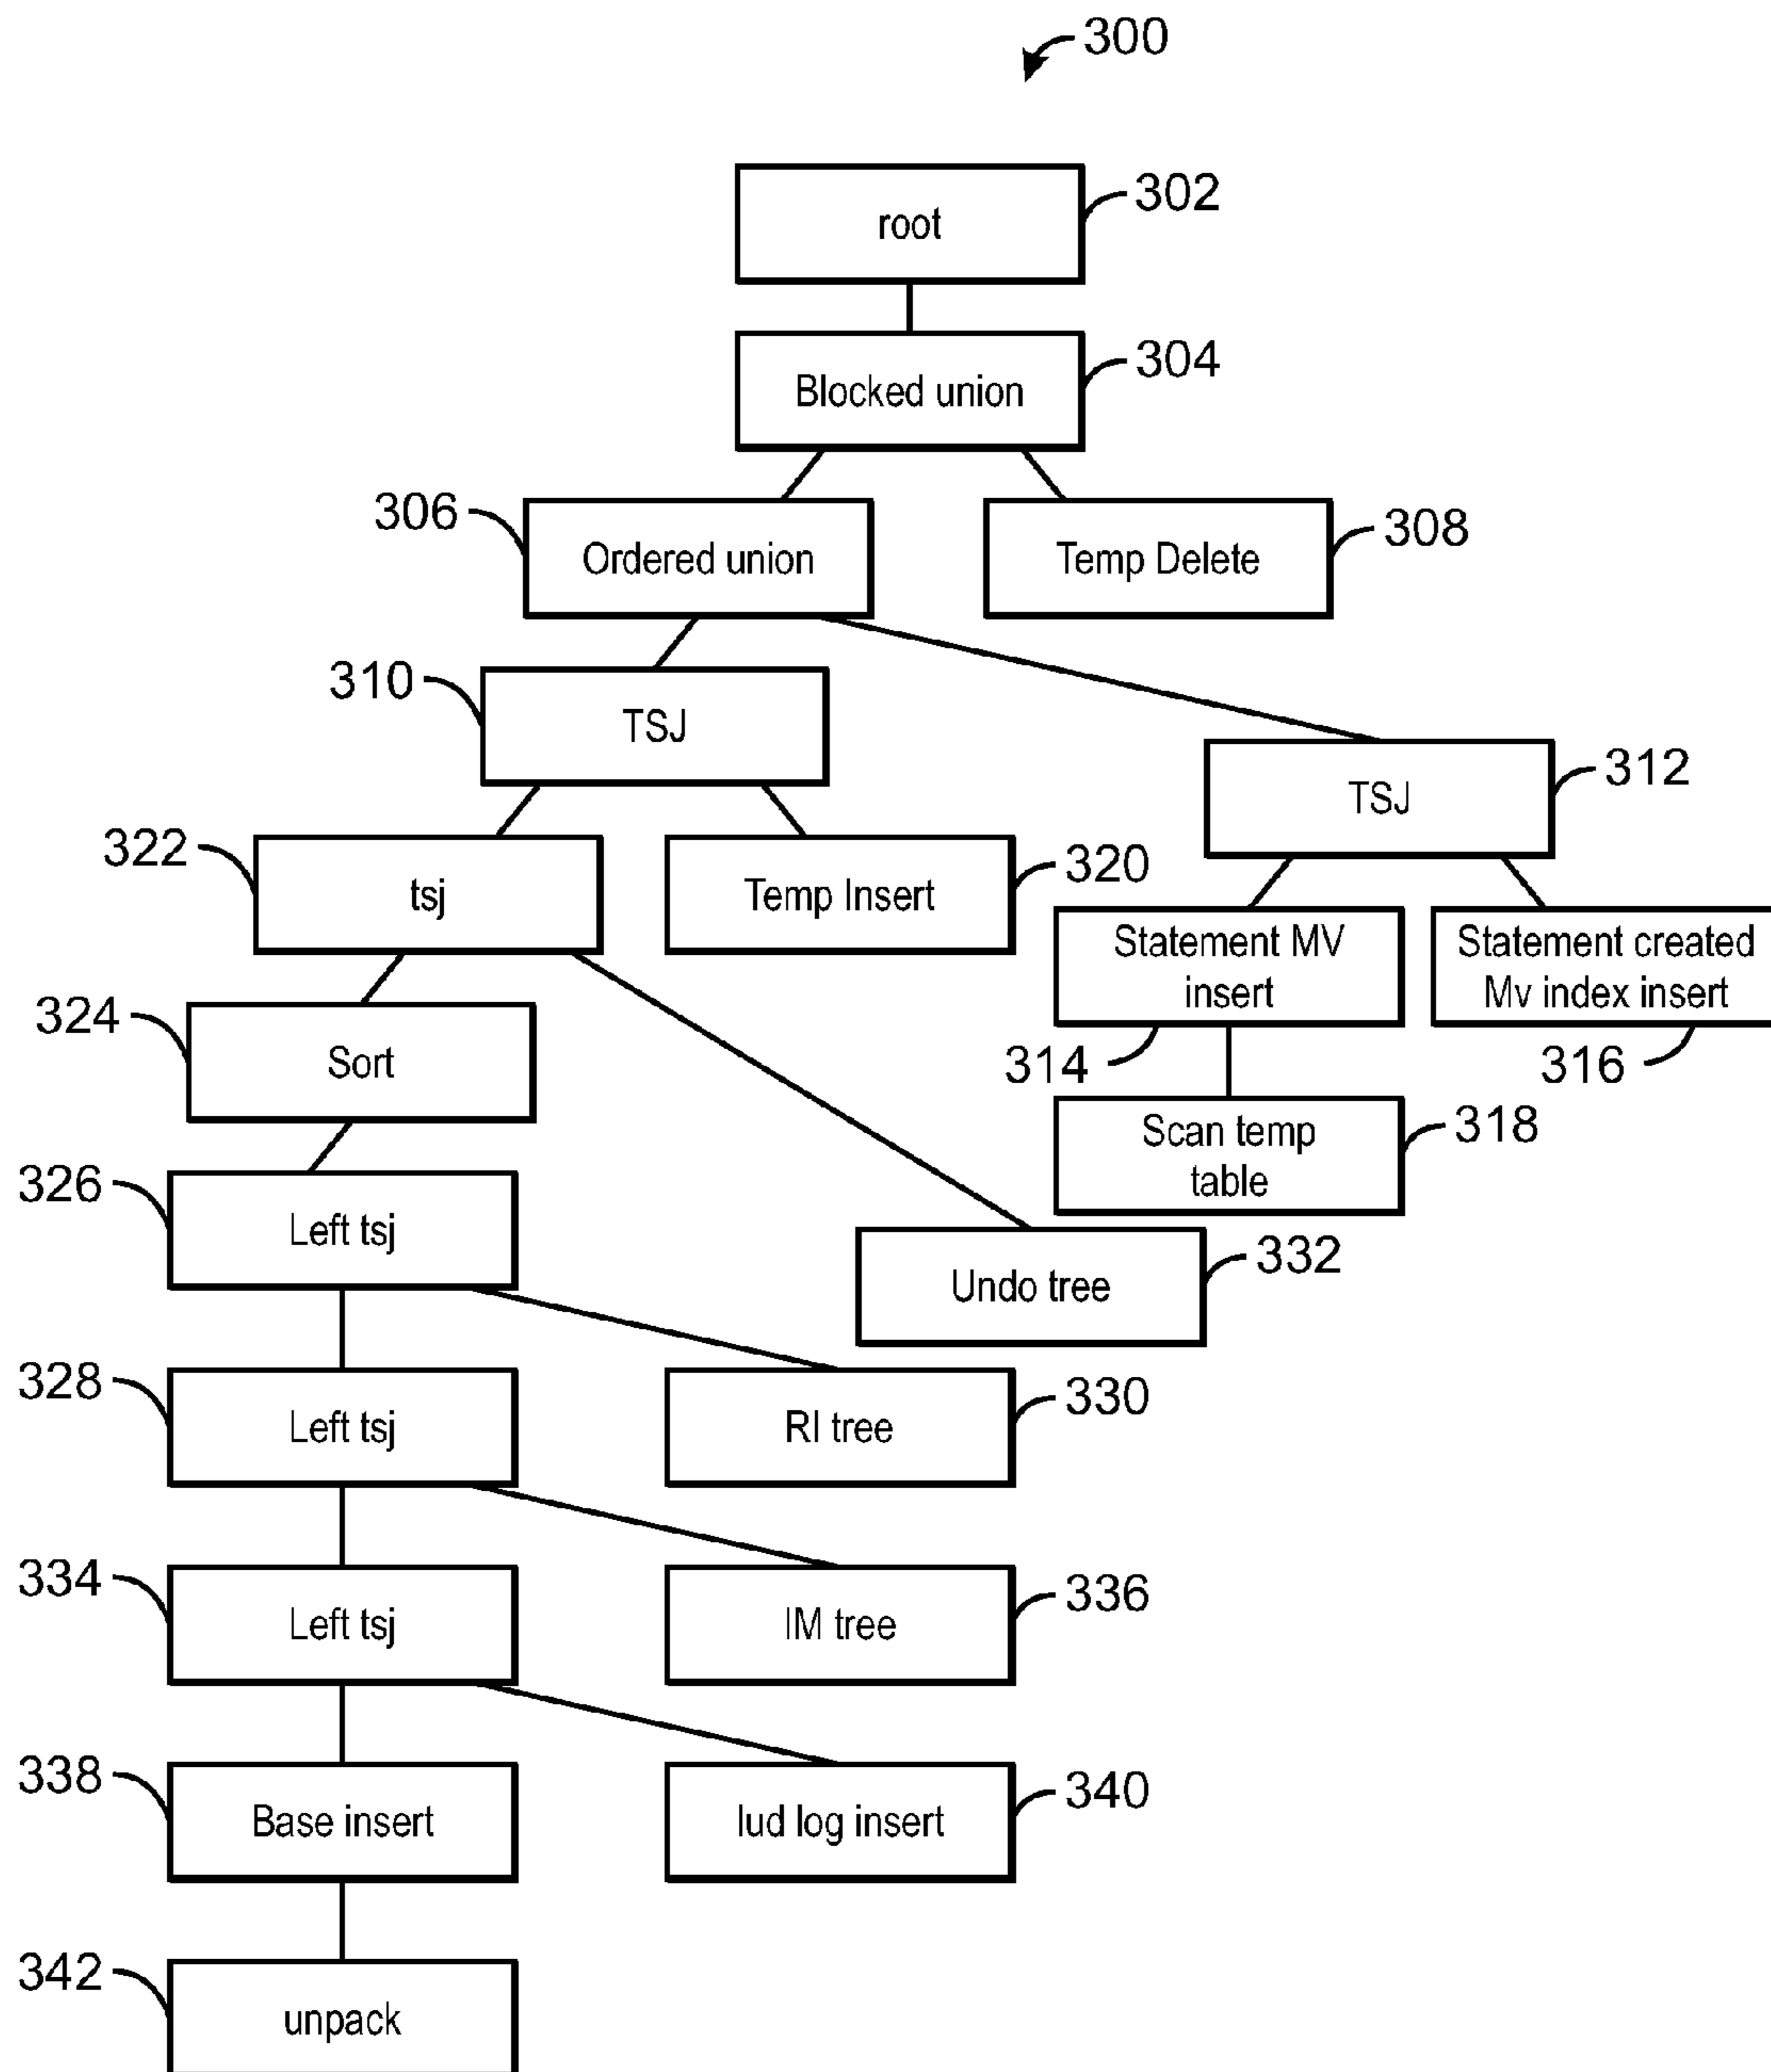 300
302
root
304
Blocked union
306
Ordered union
Temp Delete
308
310
TSJ
312
TSJ
322
tsj
Temp Insert
320
Statement MV
insert
Statement created
Mv index insert
324
Sort
314
316
Scan temp
table
318
326
Left tsj
Undo tree
332
328
Left tsj
RI tree
330
334
Left tsj
IM tree
336
338
Base insert
Iud log insert
340
342
unpack